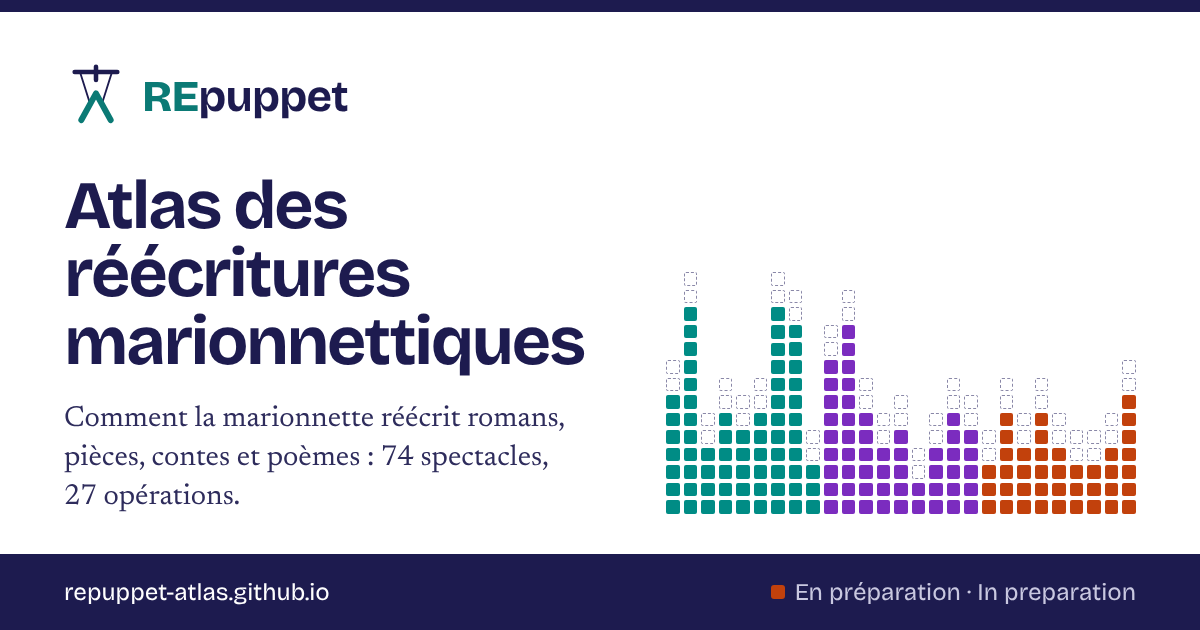 REpuppet
Atlas des
réécritures
marionnettiques
Comment la marionnette réécrit romans,
pièces, contes et poèmes : 74 spectacles,
27 opérations.
repuppet-atlas.github.io
En préparation · In preparation